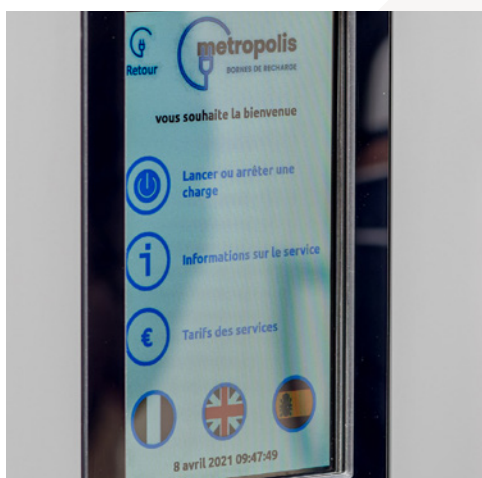 Retour
metropolis
BORNES DE RECHARGE
vous souhaite la bienvenue
Lancer ou arrêter une
charge
Informations sur le service
€
Tarifs des services
8 avril 2021 09:47:49